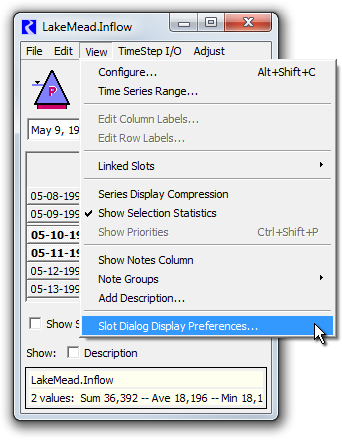 LakeMead.Inflow
File Edit View TimeStep I/O Adjust
Configure... Alt+Shift+C
Time Series Range...
P
May 9, 19
Edit Column Labels...
Edit Row Labels...
Linked Slots
05-08-199
Series Display Compression
05-09-199
Show Selection Statistics
05-10-19
Show Priorities Ctrl+Shift+P
05-11-19
Show Notes Column
05-12-199
Note Groups
05-13-199
Add Description...
Show S
Slot Dialog Display Preferences...
Show: Description
LakeMead.Inflow
2 values: Sum 36,392 -- Ave 18,196 -- Min 18,1